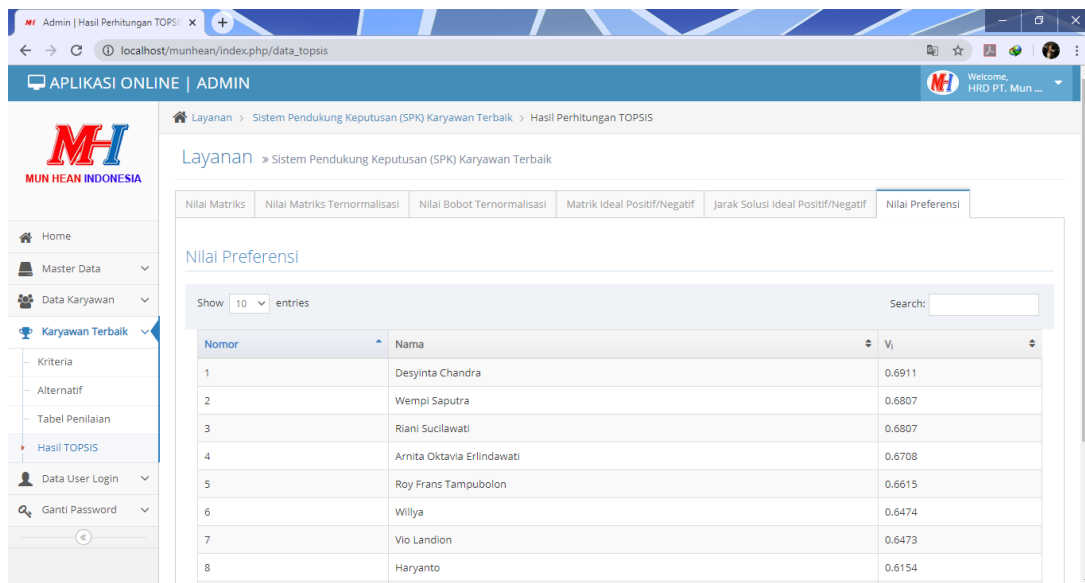 Admin | Hasil Perhitungan TOPSI
localhost/munhean/index.php/data_topsis
APLIKASI ONLINE | ADMIN
MH
Welcome,
HRD PT. Mun ...
MHI
MUN HEAN INDONESIA
Layanan > Sistem Pendukung Keputusan (SPK) Karyawan Terbaik > Hasil Perhitungan TOPSIS
Layanan » Sistem Pendukung Keputusan (SPK) Karyawan Terbaik
Nilai Matriks Nilai Matriks Ternormalisasi Nilai Bobot Ternormalisasi Matrik Ideal Positif/Negatif Jarak Solusi Ideal Positif/Negatif Nilai Preferensi
Home
Master Data
Data Karyawan
Karyawan Terbaik
Kriteria
Alternatif
Tabel Penilaian
Hasil TOPSIS
Data User Login
Ganti Password
Nilai Preferensi
Show 10 entries Search:
Nomor Nama Vi
1 Desyinta Chandra 0.6911
2 Wempi Saputra 0.6807
3 Riani Sucilawati 0.6807
4 Arnita Oktavia Erlindawati 0.6708
5 Roy Frans Tampubolon 0.6615
6 Willya 0.6474
7 Vio Landion 0.6473
8 Haryanto 0.6154